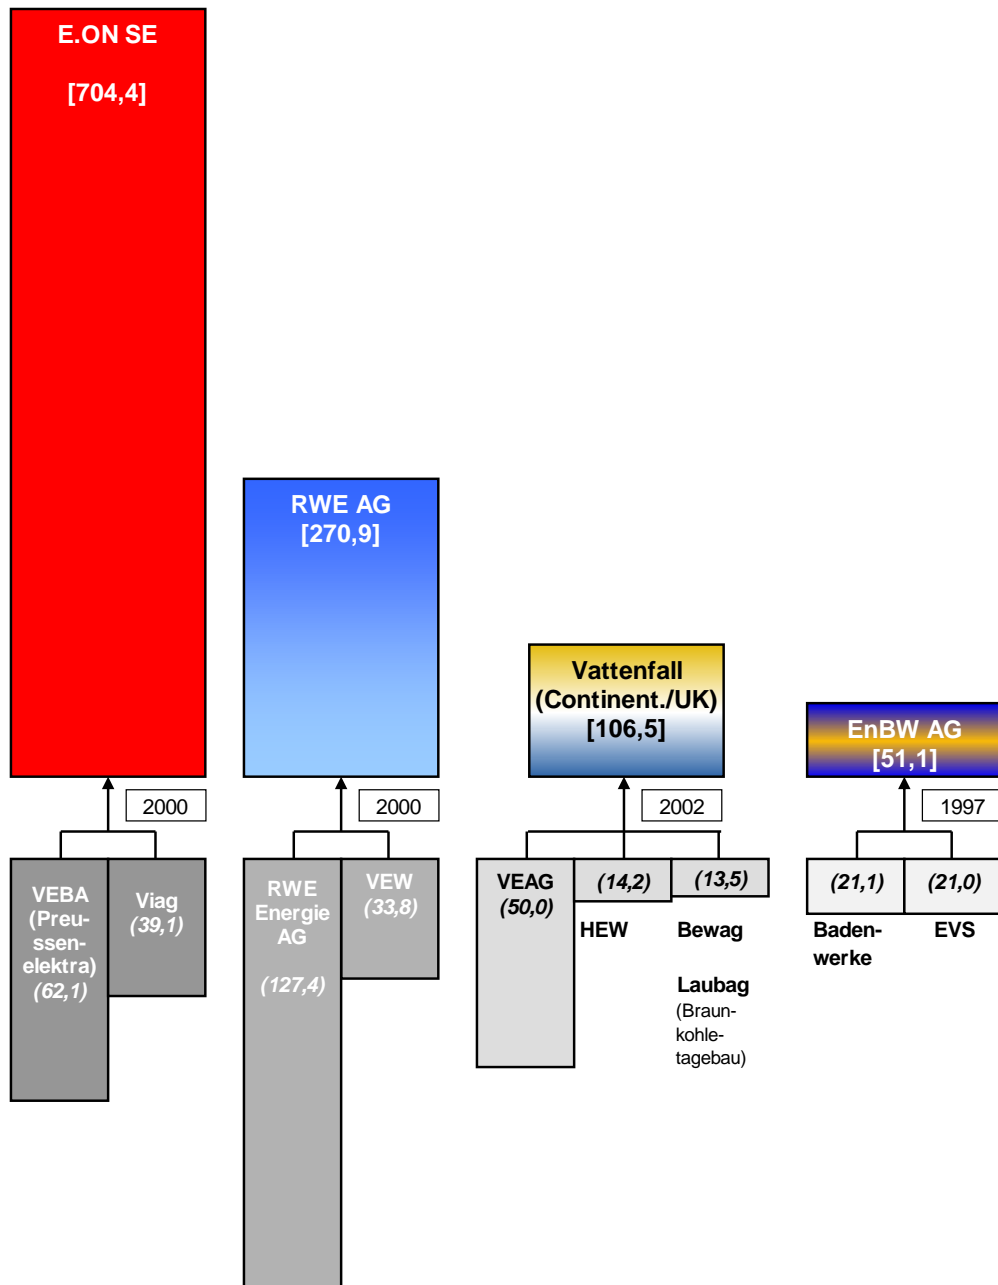 E.ON SE
[704,4]
RWE AG
[270,9]
Vattenfall
(Continent./UK)
[106,5]
EnBW AG
[51,1]
2000
2000
2002
1997
VEBA
(Preu-
ssen-
elektra)
(62,1)
Viag
(39,1)
RWE
Energie
AG
(127,4)
VEW
(33,8)
VEAG
(50,0)
(14,2)
HEW
(13,5)
Bewag
Laubag
(Braun-
kohle-
tagebau)
(21,1)
Baden-
werke
(21,0)
EVS